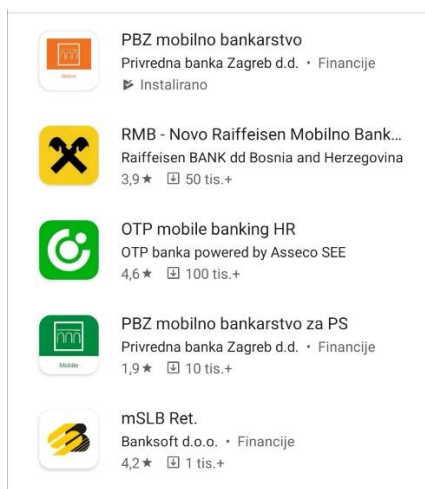 PBZ mobilno bankarstvo
Privredna banka Zagreb d.d. • Financije
Instalirano
RMB - Novo Raiffeisen Mobilno Bank...
Raiffeisen BANK dd Bosnia and Herzegovina
3,9★ 50 tis.+
OTP mobile banking HR
OTP banka powered by Asseco SEE
4,6★ 100 tis.+
PBZ mobilno bankarstvo za PS
Privredna banka Zagreb d.d. • Financije
Mobile
1,9★ 10 tis.+
mSLB Ret.
Banksoft d.o.o. • Financije
4,2★ 1 tis.+